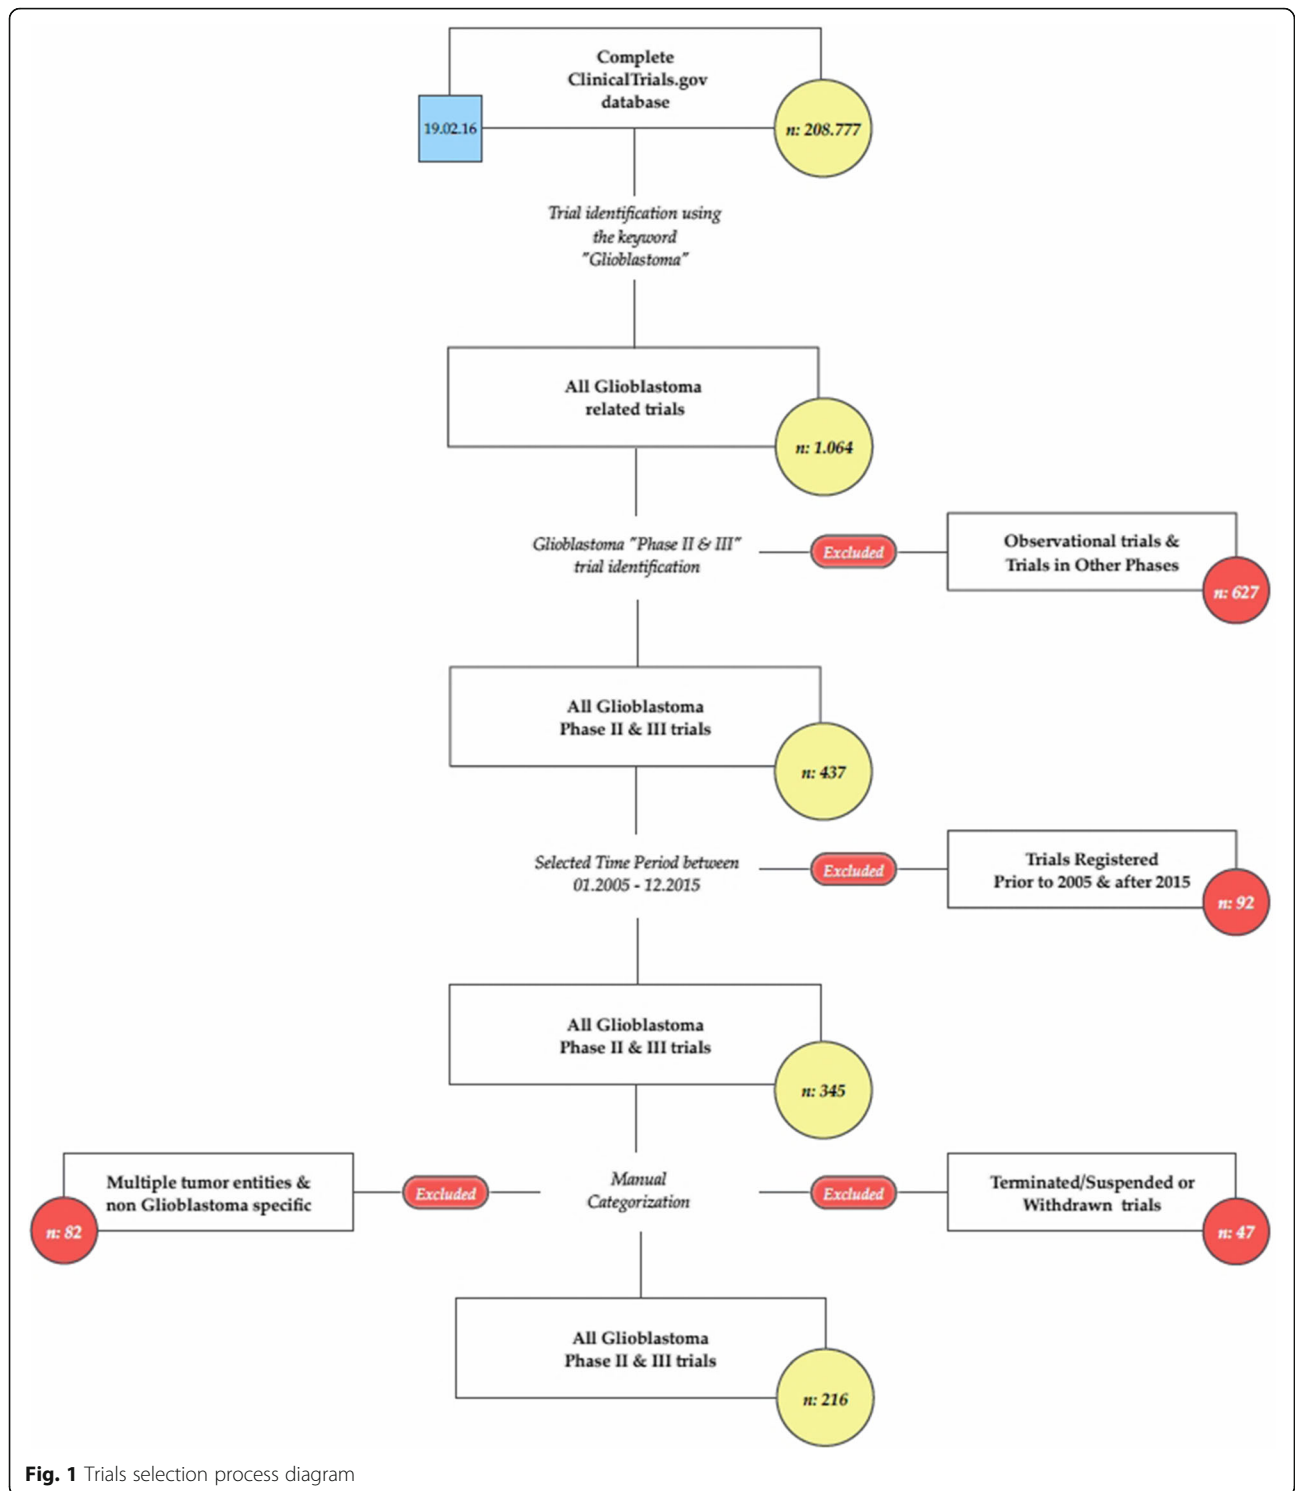 Complete
ClinicalTrials.gov
database
19.02.16
n: 208.777
Trial identification using
the keyword
"Glioblastoma"
All Glioblastoma
related trials
n: 1.064
Glioblastoma "Phase II & III"
trial identification
Excluded
Observational trials &
Trials in Other Phases
n: 627
All Glioblastoma
Phase II & III trials
n: 437
Selected Time Period between
01.2005 - 12.2015
Excluded
Trials Registered
Prior to 2005 & after 2015
n: 92
All Glioblastoma
Phase II & III trials
n: 345
Multiple tumor entities &
non Glioblastoma specific
n: 82
Excluded
Manual
Categorization
Excluded
Terminated/Suspended or
Withdrawn trials
n: 47
All Glioblastoma
Phase II & III trials
n: 216
Fig. 1 Trials selection process diagram